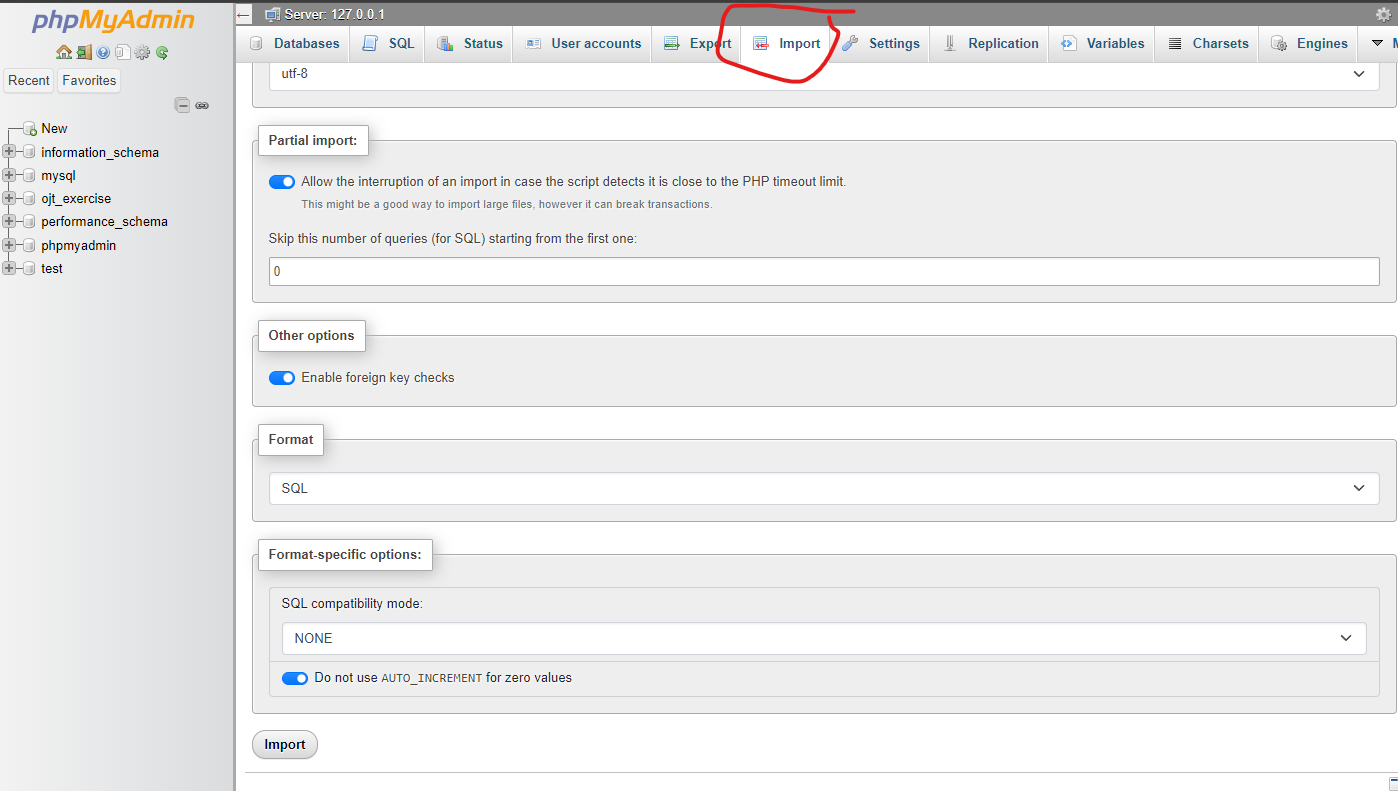 phpMyAdmin
Recent Favorites
New
information_schema
mysql
ojt_exercise
performance_schema
phpmyadmin
test
Server: 127.0.0.1
Databases SQL Status User accounts Export Import Settings Replication Variables Charsets Engines
utf-8
Partial import:
Allow the interruption of an import in case the script detects it is close to the PHP timeout limit.
This might be a good way to import large files, however it can break transactions.
Skip this number of queries (for SQL) starting from the first one:
0
Other options
Enable foreign key checks
Format
SQL
Format-specific options:
SQL compatibility mode:
NONE
Do not use AUTO_INCREMENT for zero values
Import